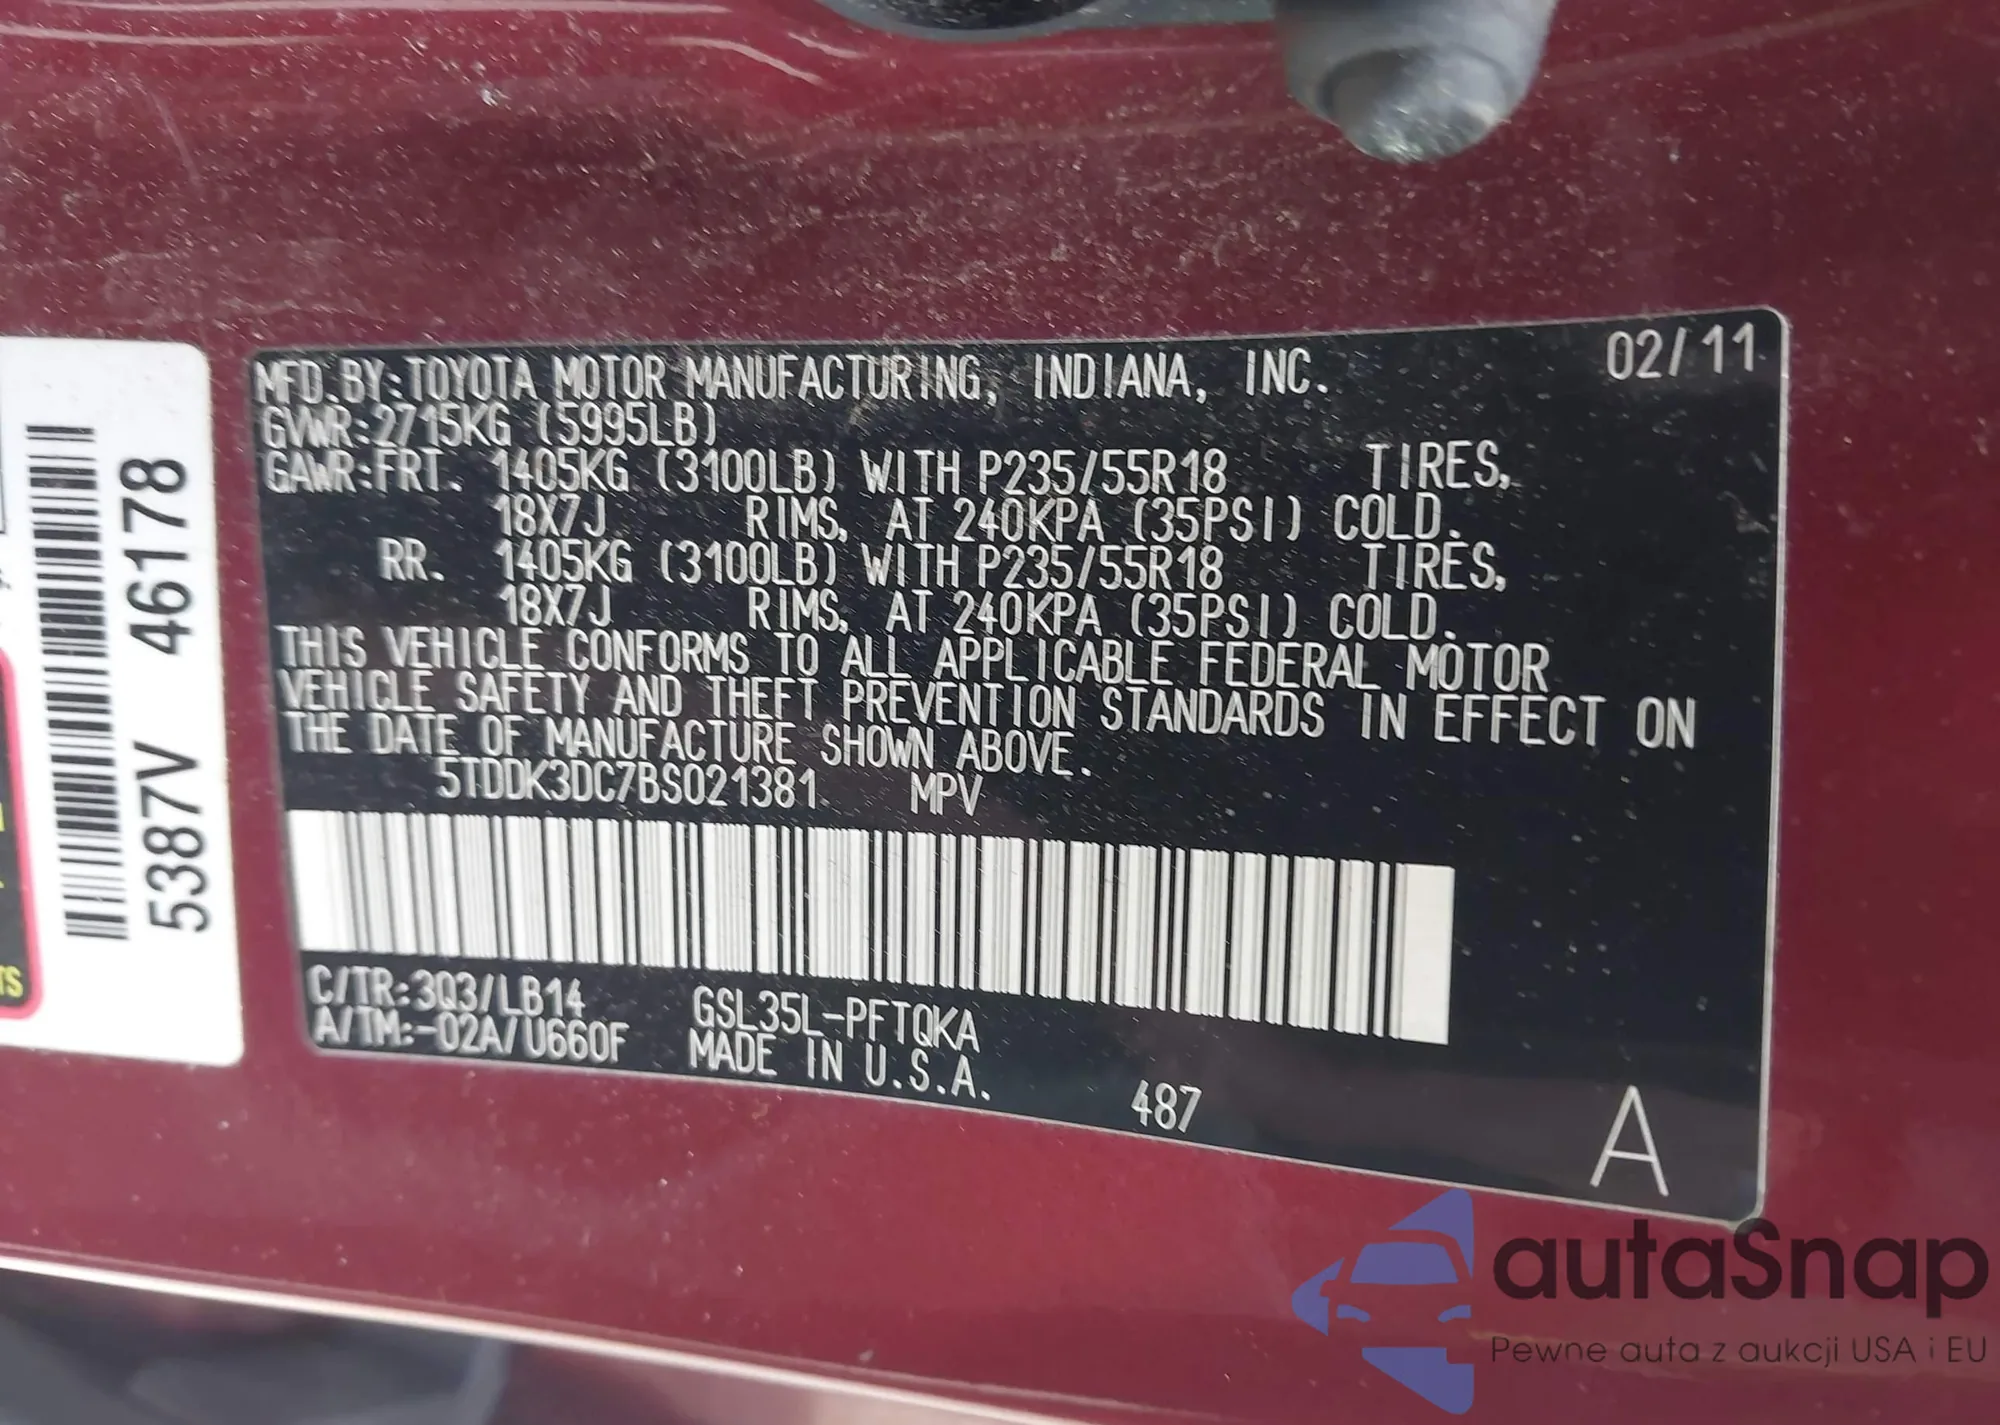 02/11
MFD.BY:TOYOTA MOTOR MANUFACTURING, INDIANA, INC.
GVWR:2715KG (5995LB)
GAWR:FRT. 1405KG (3100LB) WITH P235/55R18 TIRES,
18X7J RIMS, AT 240KPA (35PSI) COLD.
RR. 1405KG (3100LB) WITH P235/55R18 TIRES,
18X7J RIMS, AT 240KPA (35PSI) COLD.
THIS VEHICLE CONFORMS TO ALL APPLICABLE FEDERAL MOTOR
VEHICLE SAFETY AND THEFT PREVENTION STANDARDS IN EFFECT ON
THE DATE OF MANUFACTURE SHOWN ABOVE.
5TDDK3DC7BS021381 MPV
C/TR:3Q3/LB14 GSL35L-PFTQKA
A/TM:-02A/U660F MADE IN U.S.A.
487
A
5387V 46178
TS
autaSnap
Pewne auta z aukcji USA i EU